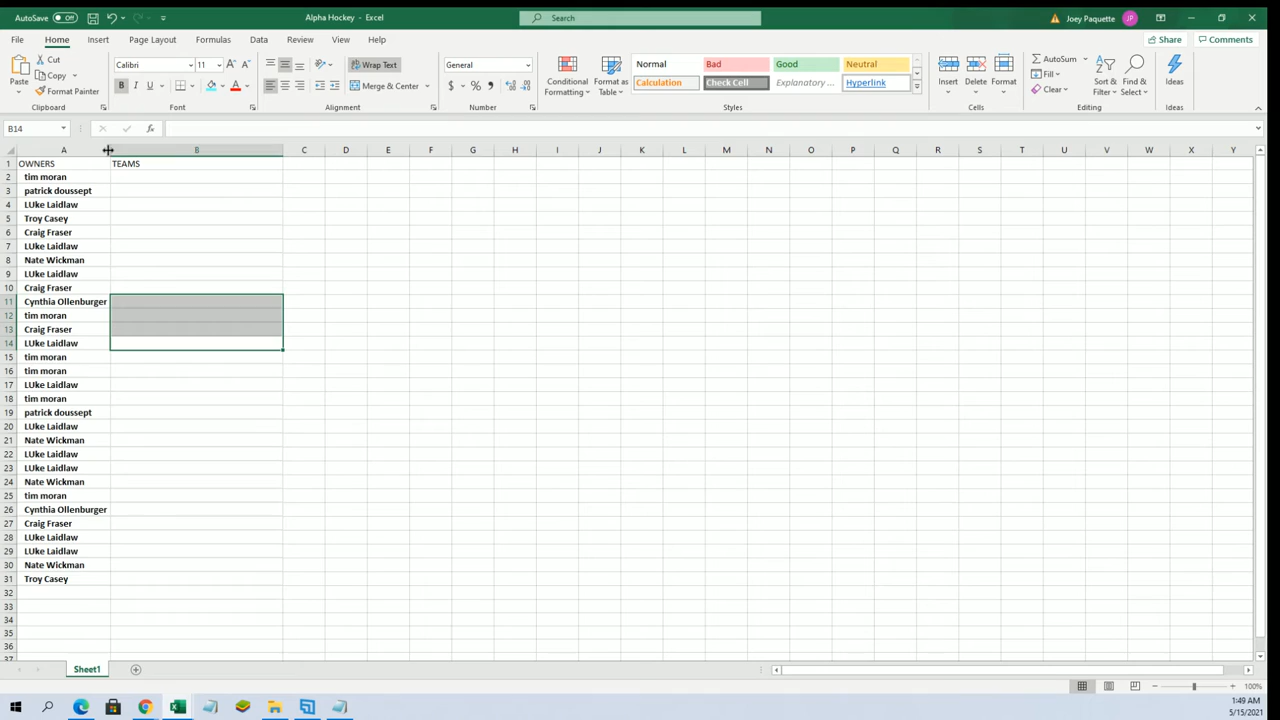 AutoSave Off Alpha Hockey - Excel Search Joey Paquette JP
File Home Insert Page Layout Formulas Data Review View Help Share Comments
Paste Cut Copy Format Painter Clipboard
Calibri 11 A A B I U A Font
Wrap Text Merge & Center Alignment
General $ % , Number
Conditional Formatting Format as Table
Normal Bad Good Neutral
Calculation Check Cell Explanatory ... Hyperlink
Styles
Insert Delete Format Cells
AutoSum Fill Clear Sort & Filter Find & Select Editing
Ideas Ideas
B14 fx
A B C D E F G H I J K L M N O P Q R S T U V W X Y
1 OWNERS TEAMS
2 tim moran
3 patrick doussept
4 LUke Laidlaw
5 Troy Casey
6 Craig Fraser
7 LUke Laidlaw
8 Nate Wickman
9 LUke Laidlaw
10 Craig Fraser
11 Cynthia Ollenburger
12 tim moran
13 Craig Fraser
14 LUke Laidlaw
15 tim moran
16 tim moran
17 LUke Laidlaw
18 tim moran
19 patrick doussept
20 LUke Laidlaw
21 Nate Wickman
22 LUke Laidlaw
23 LUke Laidlaw
24 Nate Wickman
25 tim moran
26 Cynthia Ollenburger
27 Craig Fraser
28 LUke Laidlaw
29 LUke Laidlaw
30 Nate Wickman
31 Troy Casey
32
33
34
35
36
37
Sheet1
100%
1:49 AM
5/15/2021